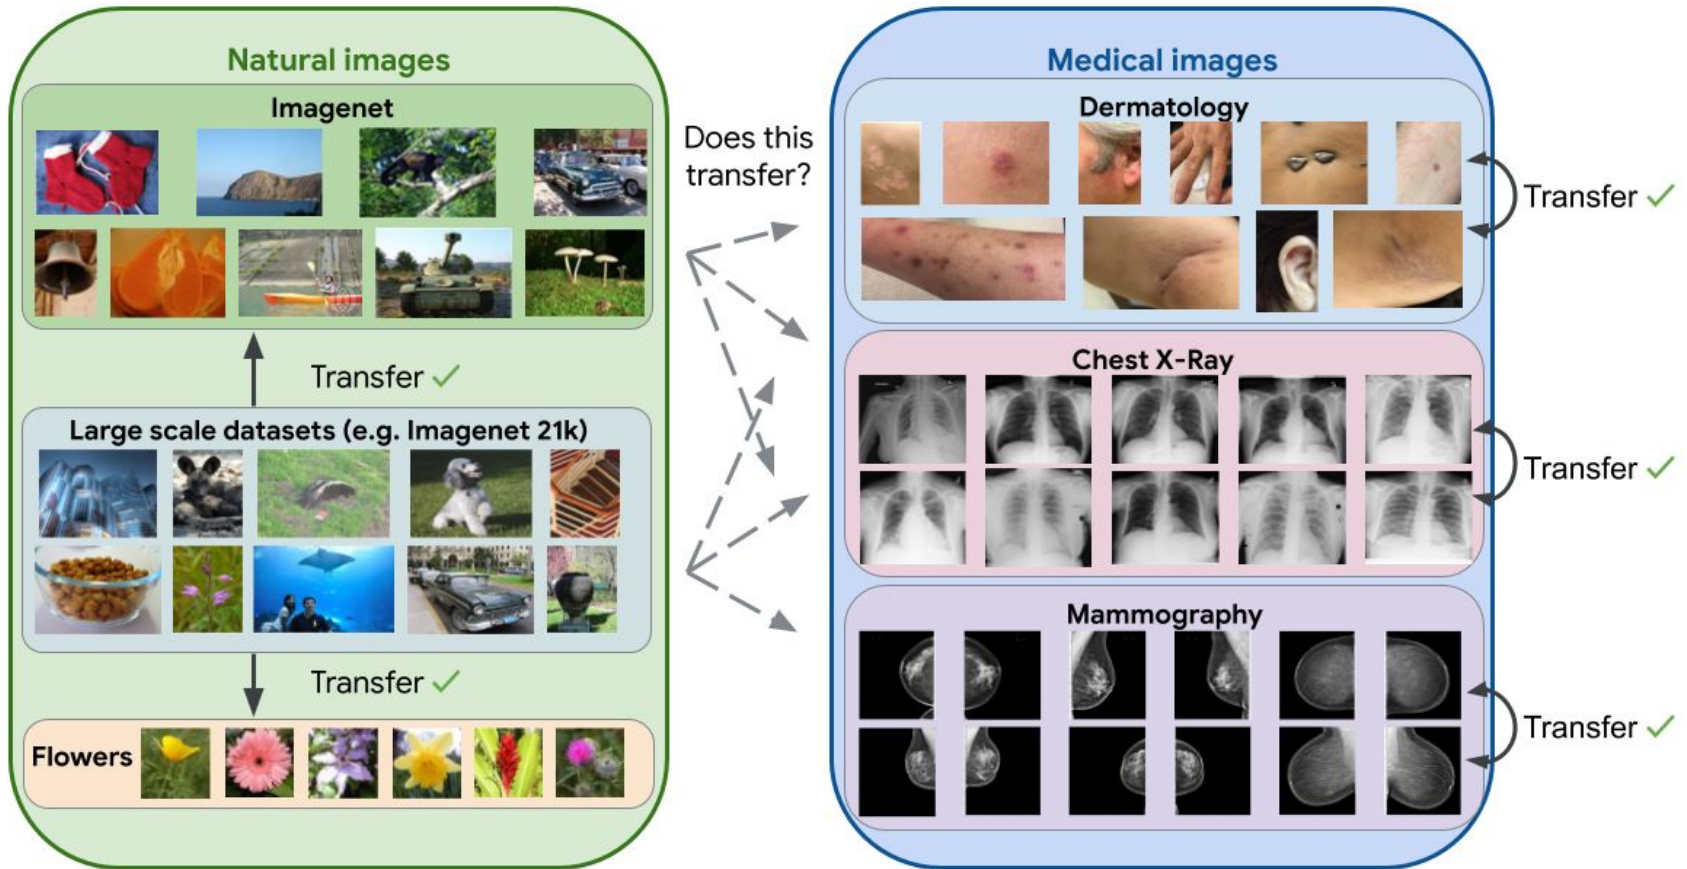 Natural images
Imagenet
Transfer ✓
Large scale datasets (e.g. Imagenet 21k)
Transfer ✓
Flowers
Does this
transfer?
Medical images
Dermatology
Transfer ✓
Chest X-Ray
Transfer ✓
Mammography
Transfer ✓